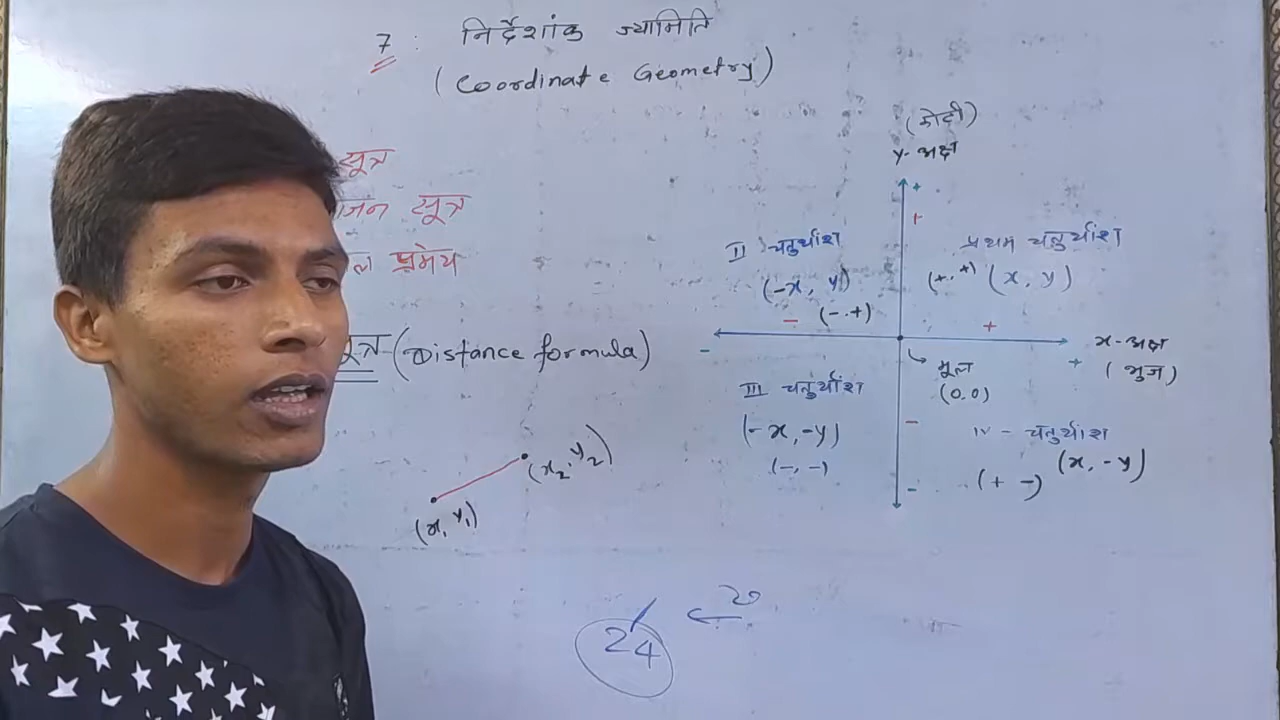 7 : निर्देशांक ज्यामिति
(Coordinate Geometry)
सूत्र
सूत्र
प्रमेय
(Distance formula)
(x₁ y₁)
(x₂, y₂)
(कोटी)
y-अक्ष
+
+
II चतुर्थांश
(-x, y)
(-.+)
प्रथम चतुर्थांश
(+.+) (x, y)
-
+
-
x-अक्ष
+
(भुज)
मूल
(0.0)
III चतुर्थांश
(-x,-y)
(-, -)
-
IV - चतुर्थांश
(x, -y)
(+ -)
-
24